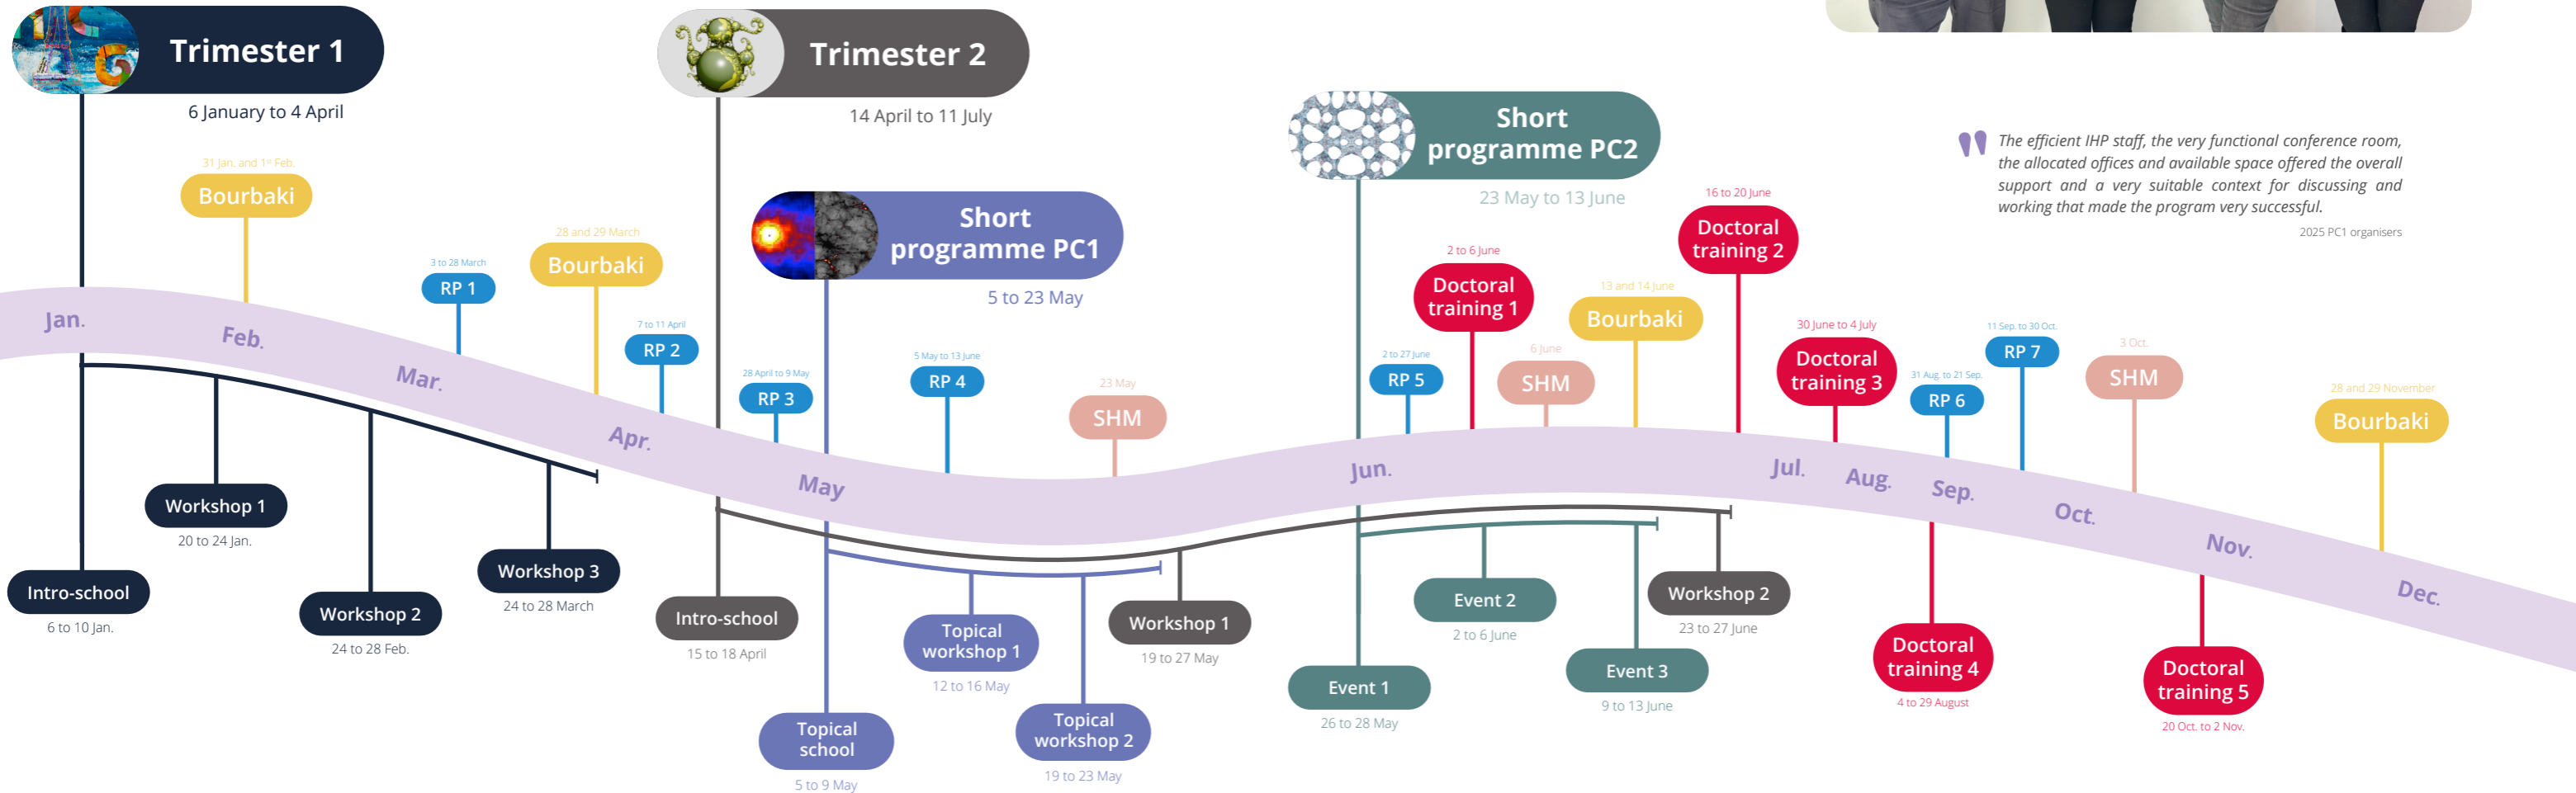 Trimester 1
6 January to 4 April
Trimester 2
14 April to 11 July
Short
programme PC1
5 to 23 May
Short
programme PC2
23 May to 13 June
The efficient IHP staff, the very functional conference room,
the allocated offices and available space offered the overall
support and a very suitable context for discussing and
working that made the program very successful.
2025 PC1 organisers
31 Jan. and 1st Feb.
Bourbaki
3 to 28 March
RP 1
28 and 29 March
Bourbaki
7 to 11 April
RP 2
28 April to 9 May
RP 3
5 May to 13 June
RP 4
23 May
SHM
2 to 27 June
RP 5
2 to 6 June
Doctoral
training 1
6 June
SHM
13 and 14 June
Bourbaki
16 to 20 June
Doctoral
training 2
30 June to 4 July
Doctoral
training 3
31 Aug. to 21 Sep.
RP 6
11 Sep. to 30 Oct.
RP 7
3 Oct.
SHM
28 and 29 November
Bourbaki
Jan.
Feb.
Mar.
Apr.
May
Jun.
Jul.
Aug.
Sep.
Oct.
Nov.
Dec.
Intro-school
6 to 10 Jan.
Workshop 1
20 to 24 Jan.
Workshop 2
24 to 28 Feb.
Workshop 3
24 to 28 March
Intro-school
15 to 18 April
Topical
school
5 to 9 May
Topical
workshop 1
12 to 16 May
Topical
workshop 2
19 to 23 May
Workshop 1
19 to 27 May
Event 1
26 to 28 May
Event 2
2 to 6 June
Event 3
9 to 13 June
Workshop 2
23 to 27 June
Doctoral
training 4
4 to 29 August
Doctoral
training 5
20 Oct. to 2 Nov.